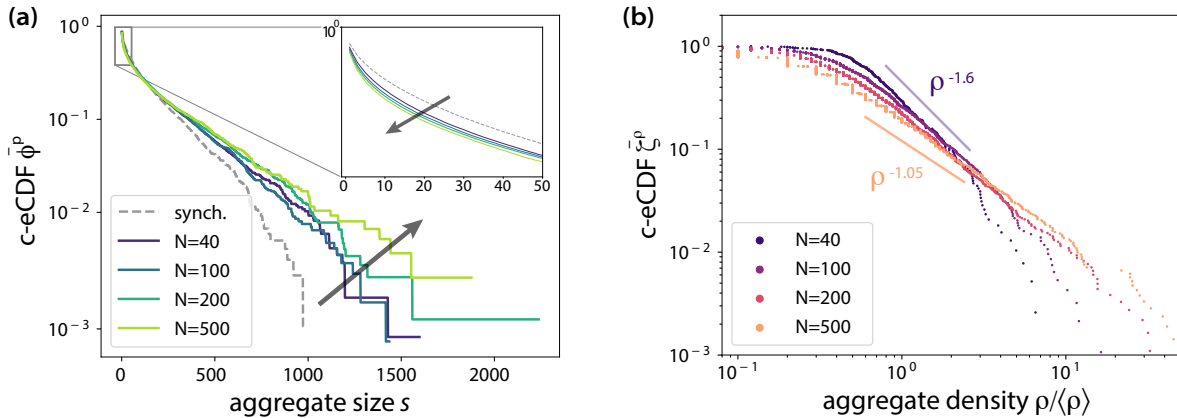 (a)
c-eCDF ϕ̄^ρ
10^0
10^-1
10^-2
10^-3
10^0
0 10 20 30 40 50
synch.
N=40
N=100
N=200
N=500
0 500 1000 1500 2000
aggregate size s
(b)
c-eCDF ζ̄^ρ
10^0
10^-1
10^-2
10^-3
ρ^-1.6
ρ^-1.05
N=40
N=100
N=200
N=500
10^-1 10^0 10^1
aggregate density ρ/⟨ρ⟩